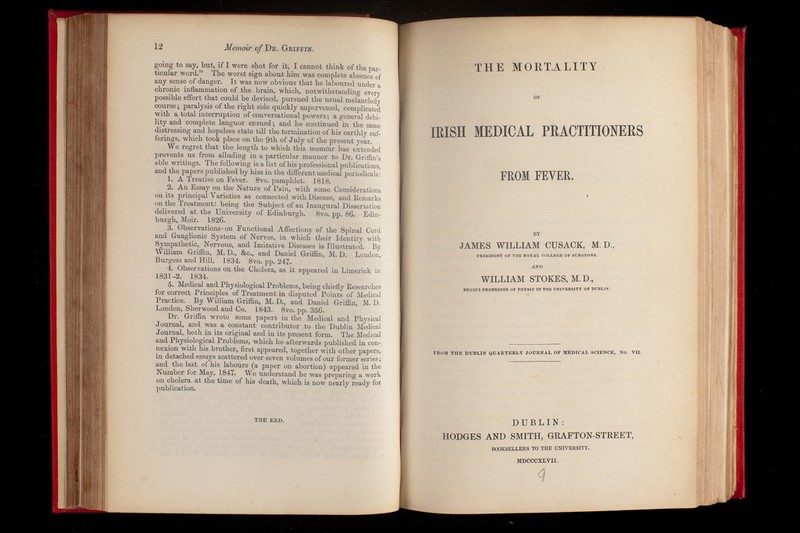 12 Memoir of Dr. Griffin.
going to say, but, if I were shot for it, I cannot think of the par-
ticular word.” The worst sign about him was complete absence of
any sense of danger. It was now obvious that he laboured under a
chronic inflammation of the brain, which, notwithstanding every
possible effort that could be devised, pursued the usual melancholy
course; paralysis of the right side quickly supervened, complicated
with a total interruption of conversational powers; a general debi-
lity and complete languor ensued; and he continued in the same
distressing and hopeless state till the termination of his earthly suf-
ferings, which took place on the 9th of July of the present year.
We regret that the length to which this memoir has extended
prevents us from alluding in a particular manner to Dr. Griffin's
able writings. The following is a list of his professional publications,
and the papers published by him in the different medical periodicals:
1. A Treatise on Fever. 8vo. pamphlet. 1818.
2. An Essay on the Nature of Pain, with some Considerations
on its principal Varieties as connected with Disease, and Remarks
on the Treatment: being the Subject of an Inaugural Dissertation
delivered at the University of Edinburgh. 8vo. pp. 86. Edin-
burgh, Moir. 1826.
3. Observations on Functional Affections of the Spinal Cord
and Ganglionic System of Nerves, in which their Identity with
Sympathetic, Nervous, and Imitative Diseases is Illustrated. By
William Griffin, M. D., &c., and Daniel Griffin, M. D. London,
Burgess and Hill. 1834. 8vo. pp. 247.
4. Observations on the Cholera, as it appeared in Limerick in
1831-2. 1834.
5. Medical and Physiological Problems, being chiefly Researches
for correct Principles of Treatment in disputed Points of Medical
Practice. By William Griffin, M. D., and Daniel Griffin, M. D.
London, Sherwood and Co. 1843. 8vo. pp. 356.
Dr. Griffin wrote some papers in the Medical and Physical
Journal, and was a constant contributor to the Dublin Medical
Journal, both in its original and in its present form. The Medical
and Physiological Problems, which he afterwards published in con-
nexion with his brother, first appeared, together with other papers,
in detached essays scattered over seven volumes of our former series;
and the last of his labours (a paper on abortion) appeared in the
Number for May, 1847. We understand he was preparing a work
on cholera at the time of his death, which is now nearly ready for
publication.
THE END.
THE MORTALITY
OF
IRISH MEDICAL PRACTITIONERS
FROM FEVER.
BY
JAMES WILLIAM CUSACK, M. D.,
PRESIDENT OF THE ROYAL COLLEGE OF SURGEONS.
AND
WILLIAM STOKES, M. D.,
REGIUS PROFESSOR OF PHYSIC IN THE UNIVERSITY OF DUBLIN.
FROM THE DUBLIN QUARTERLY JOURNAL OF MEDICAL SCIENCE, No. VII.
DUBLIN:
HODGES AND SMITH, GRAFTON-STREET,
BOOKSELLERS TO THE UNIVERSITY.
MDCCCXLVII.
9